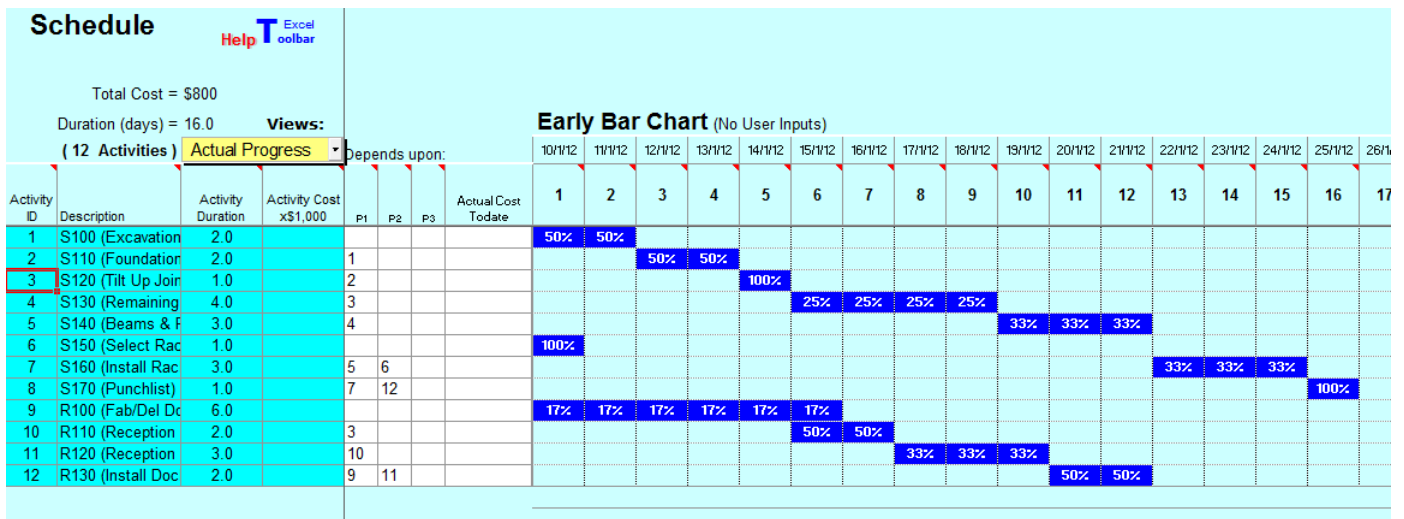 Schedule
Help Toolbar Excel
Total Cost = $800
Duration (days) = 16.0 Views:
Early Bar Chart (No User Inputs)
( 12 Activities ) Actual Progress Depends upon: 10/1/12 11/1/12 12/1/12 13/1/12 14/1/12 15/1/12 16/1/12 17/1/12 18/1/12 19/1/12 20/1/12 21/1/12 22/1/12 23/1/12 24/1/12 25/1/12 26/1
Activity ID Description Activity Duration Activity Cost x$1,000 P1 P2 P3 Actual Cost Todate 1 2 3 4 5 6 7 8 9 10 11 12 13 14 15 16 17
1 S100 (Excavation 2.0 50% 50%
2 S110 (Foundation 2.0 1 50% 50%
3 S120 (Tilt Up Join 1.0 2 100%
4 S130 (Remaining 4.0 3 25% 25% 25% 25%
5 S140 (Beams & F 3.0 4 33% 33% 33%
6 S150 (Select Rac 1.0 100%
7 S160 (Install Rac 3.0 5 6 33% 33% 33%
8 S170 (Punchlist) 1.0 7 12 100%
9 R100 (Fab/Del Do 6.0 17% 17% 17% 17% 17% 17%
10 R110 (Reception 2.0 3 50% 50%
11 R120 (Reception 3.0 10 33% 33% 33%
12 R130 (Install Doc 2.0 9 11 50% 50%